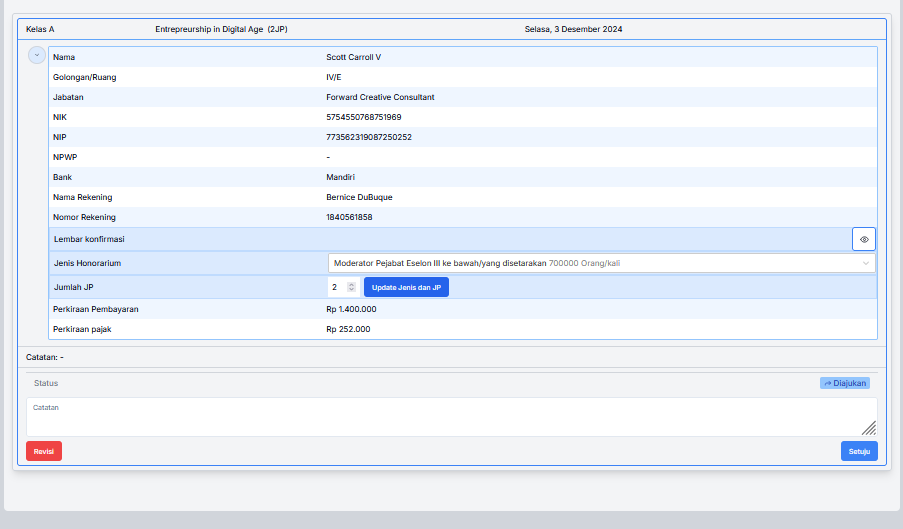 Kelas A Entrepreurship in Digital Age (2JP) Selasa, 3 Desember 2024
Nama Scott Carroll V
Golongan/Ruang IV/E
Jabatan Forward Creative Consultant
NIK 5754550768751969
NIP 773562319087250252
NPWP -
Bank Mandiri
Nama Rekening Bernice DuBuque
Nomor Rekening 1840561858
Lembar konfirmasi
Jenis Honorarium Moderator Pejabat Eselon III ke bawah/yang disetarakan 700000 Orang/kali
Jumlah JP 2 Update Jenis dan JP
Perkiraan Pembayaran Rp 1.400.000
Perkiraan pajak Rp 252.000
Catatan: -
Status Diajukan
Catatan
Revisi Setuju